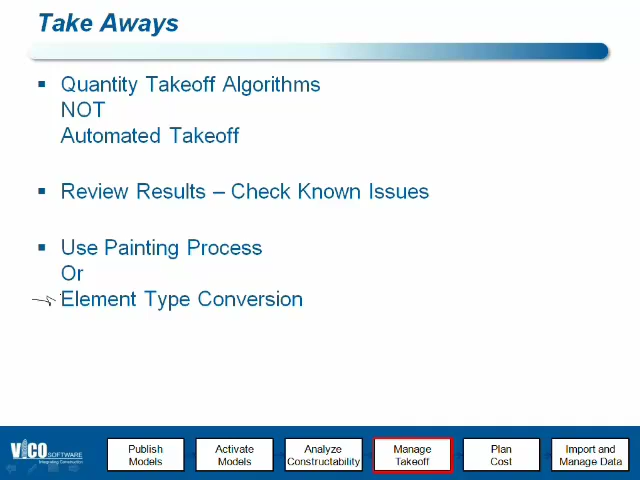 Take Aways
Quantity Takeoff Algorithms
NOT
Automated Takeoff
Review Results – Check Known Issues
Use Painting Process
Or
Element Type Conversion
VICO SOFTWARE
Integrating Construction
Publish
Models
Activate
Models
Analyze
Constructability
Manage
Takeoff
Plan
Cost
Import and
Manage Data